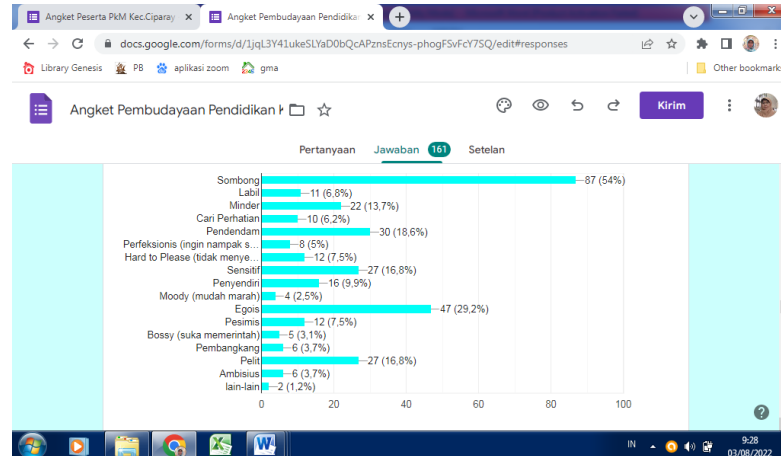 Angket Peserta PkM Kec.Ciparay
Angket Pembudayaan Pendidikan
docs.google.com/forms/d/1jqL3Y41ukeSLYaD0bQcAPznsEcnys-phogFSvFcY7SQ/edit#responses
Library Genesis PB aplikasi zoom gma Other bookmarks
Angket Pembudayaan Pendidikan K Kirim
Pertanyaan Jawaban 161 Setelan
Sombong 87 (54%)
Labil 11 (6,8%)
Minder 22 (13,7%)
Cari Perhatian 10 (6,2%)
Pendendam 30 (18,6%)
Perfeksionis (ingin nampak s... 8 (5%)
Hard to Please (tidak menye... 12 (7,5%)
Sensitif 27 (16,8%)
Penyendiri 16 (9,9%)
Moody (mudah marah) 4 (2,5%)
Egois 47 (29,2%)
Pesimis 12 (7,5%)
Bossy (suka memerintah) 5 (3,1%)
Pembangkang 6 (3,7%)
Pelit 27 (16,8%)
Ambisius 6 (3,7%)
lain-lain 2 (1,2%)
0 20 40 60 80 100
IN 9:28
03/08/2022